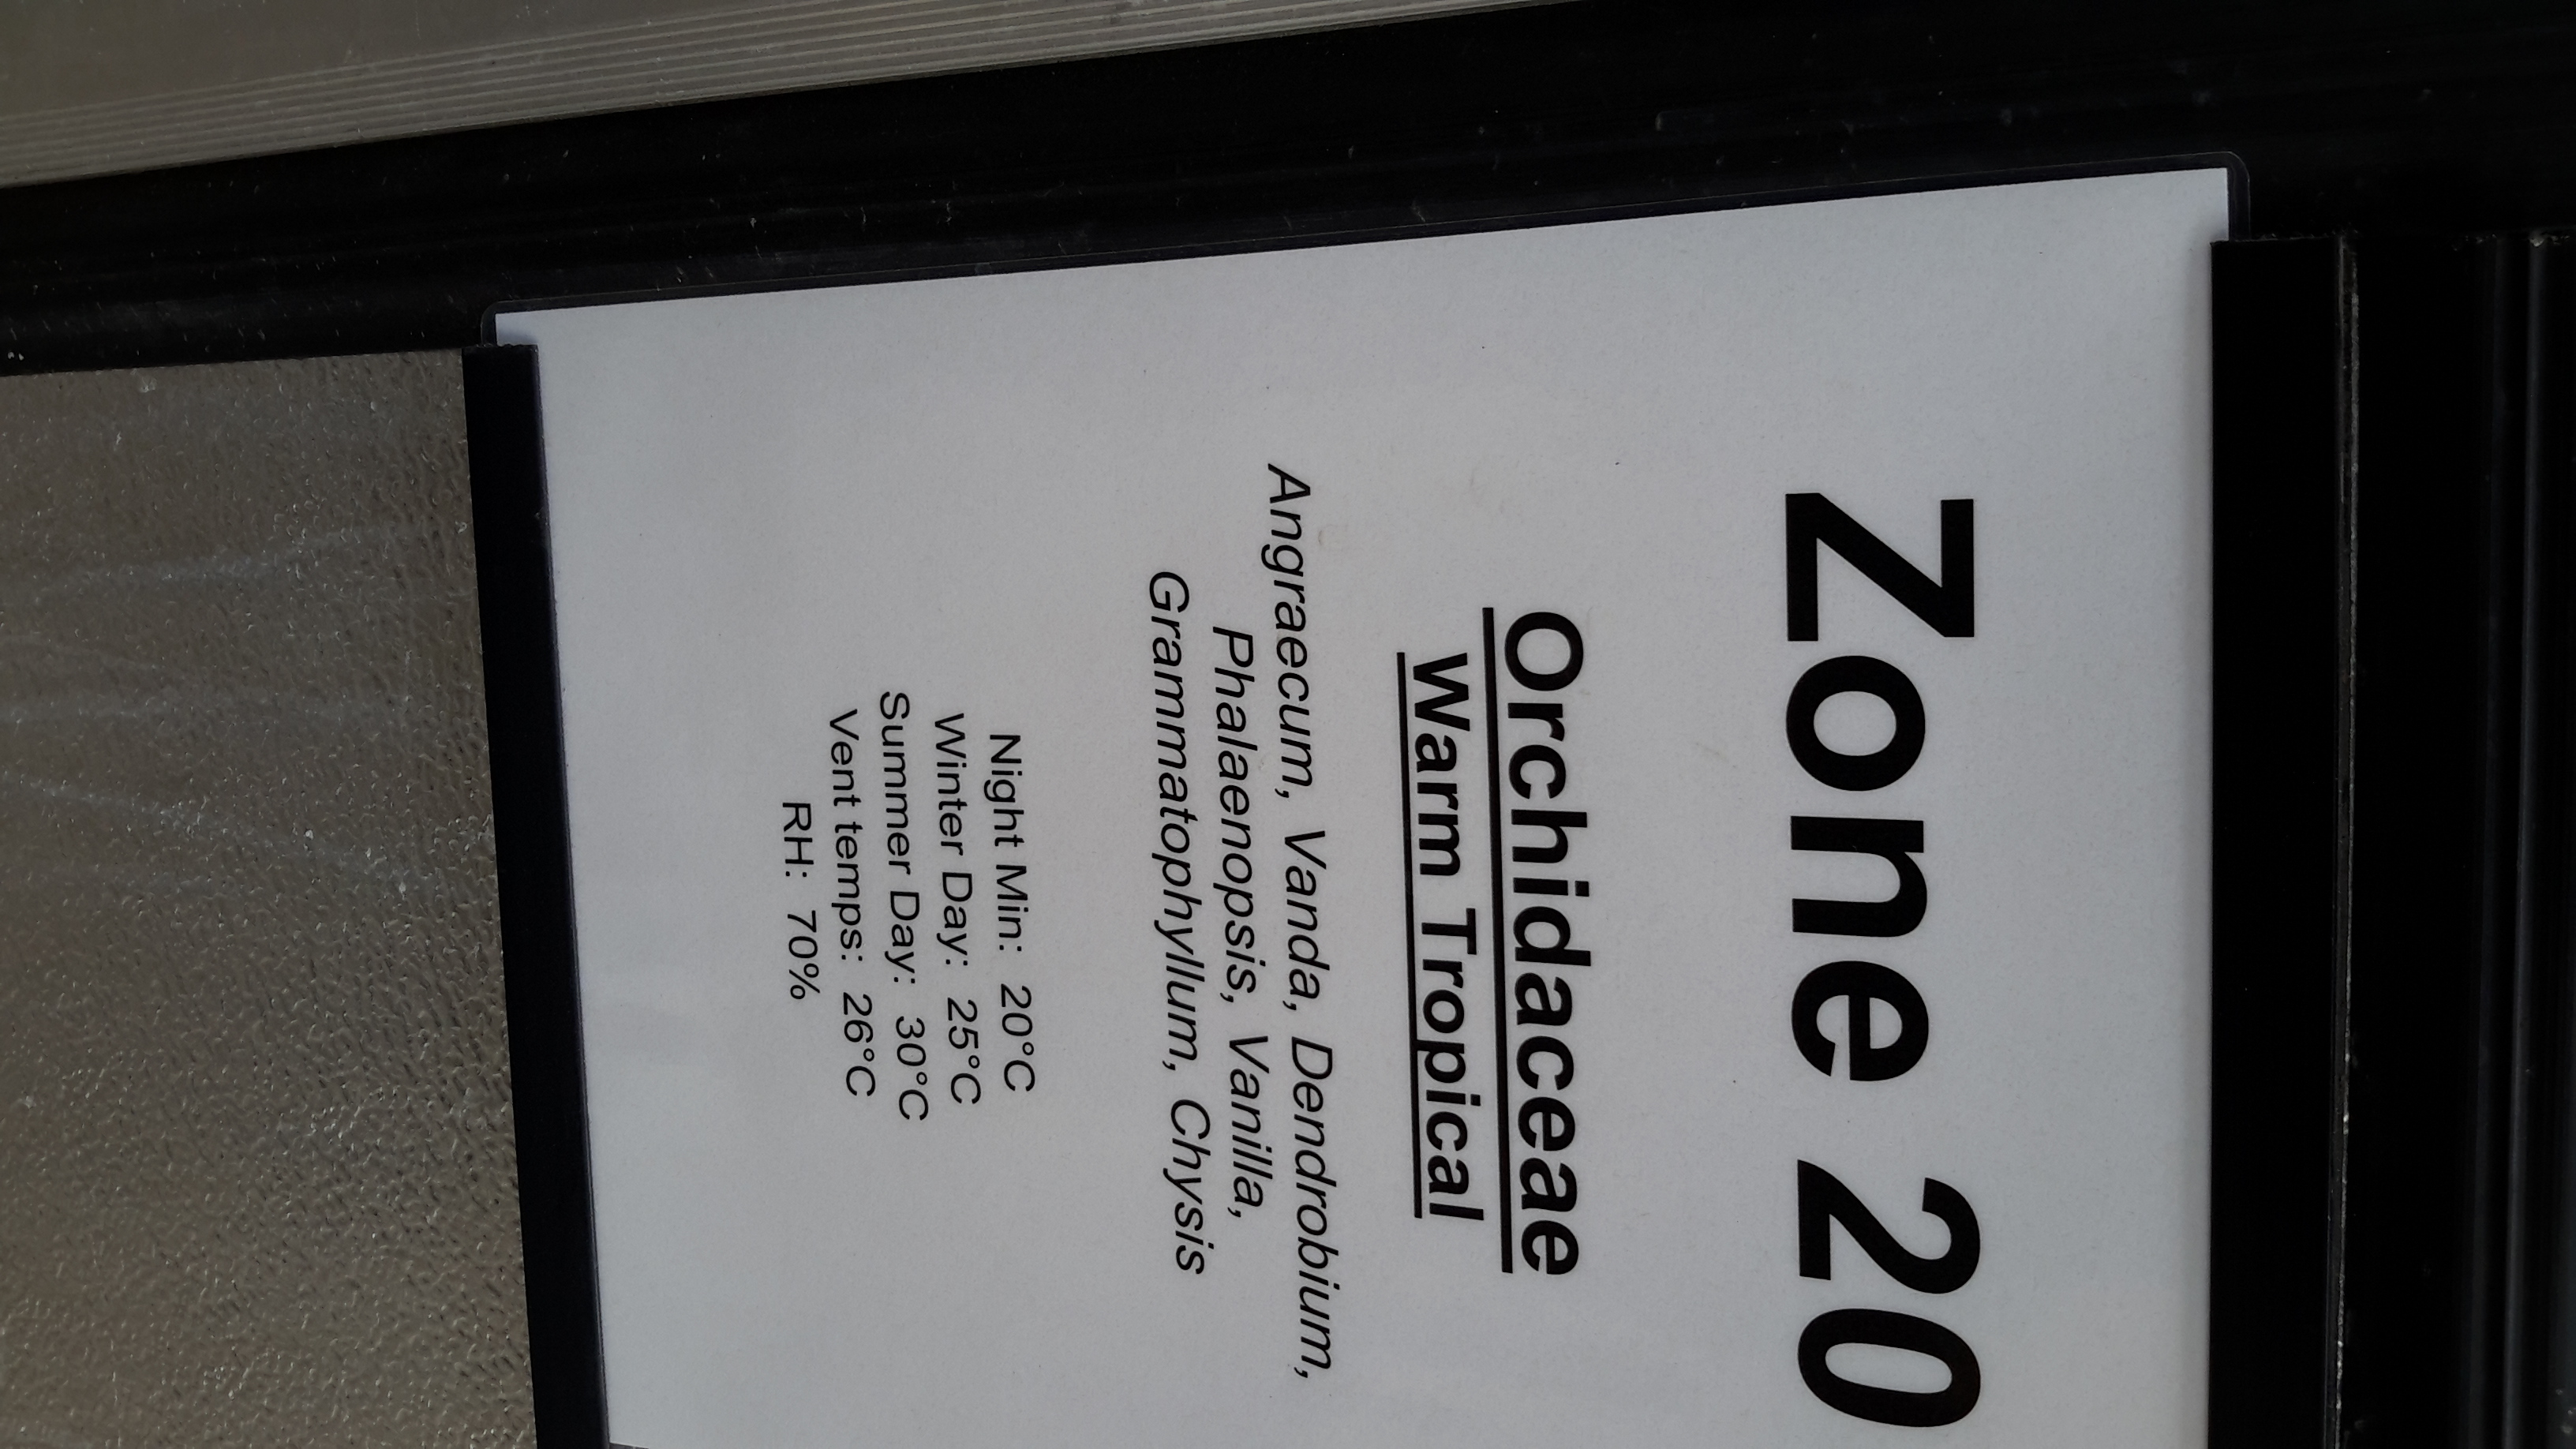 Zone 20
Orchidaceae
Warm Tropical
Angraecum, Vanda, Dendrobium,
Phalaenopsis, Vanilla,
Grammatophyllum, Chysis
Night Min: 20°C
Winter Day: 25°C
Summer Day: 30°C
Vent temps: 26°C
RH: 70%